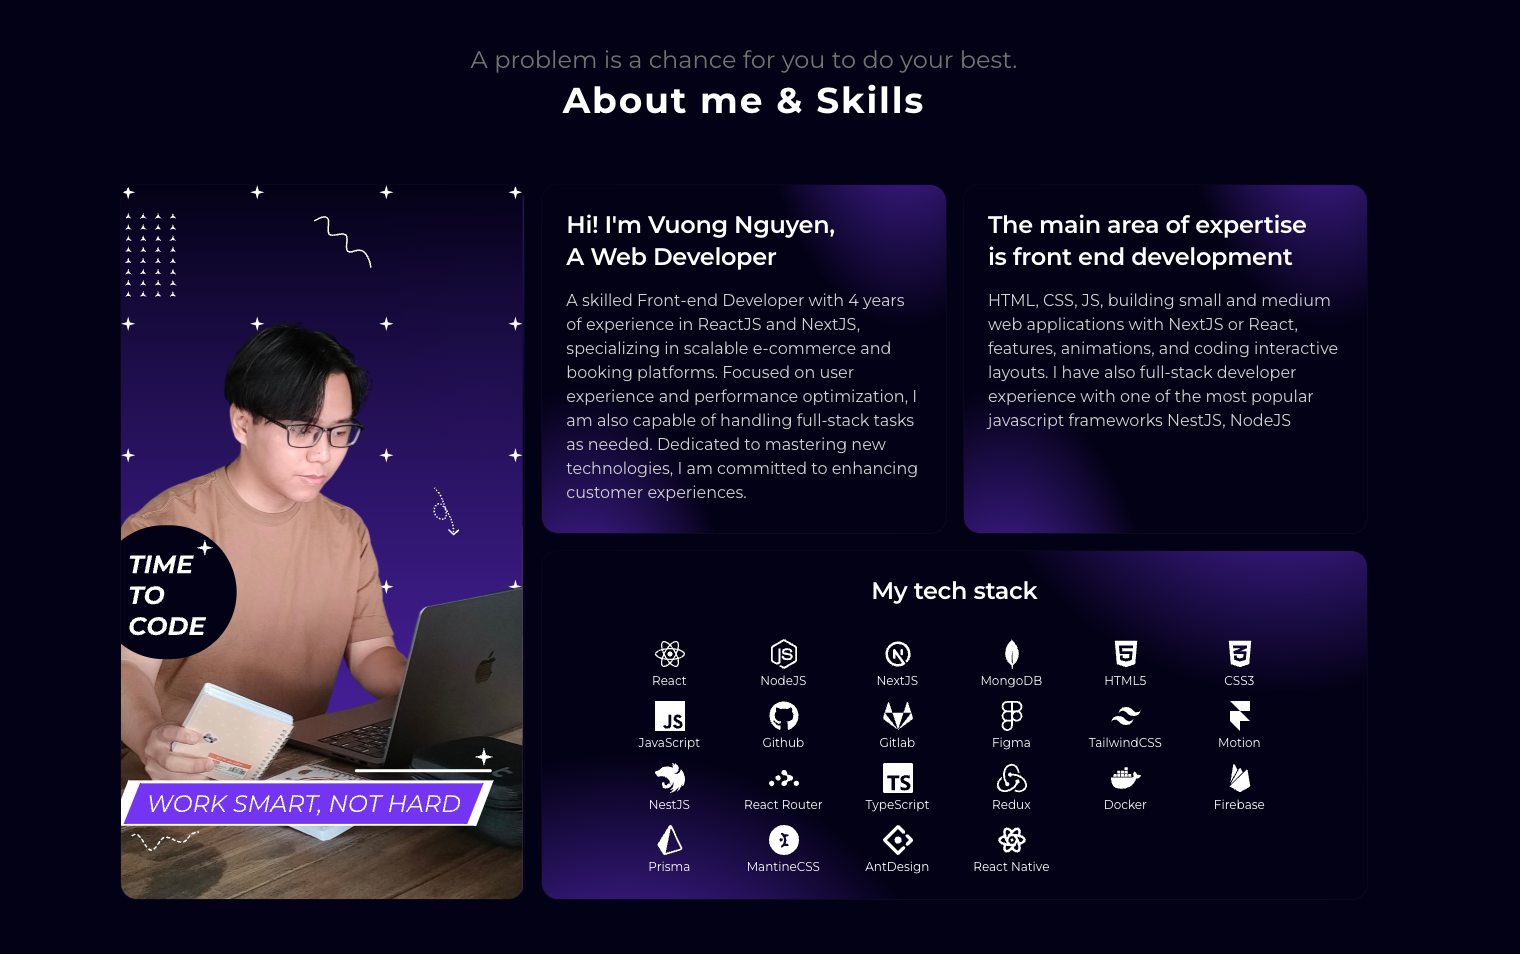 A problem is a chance for you to do your best.
About me & Skills
TIME
TO
CODE
WORK SMART, NOT HARD
Hi! I'm Vuong Nguyen,
A Web Developer
A skilled Front-end Developer with 4 years
of experience in ReactJS and NextJS,
specializing in scalable e-commerce and
booking platforms. Focused on user
experience and performance optimization, I
am also capable of handling full-stack tasks
as needed. Dedicated to mastering new
technologies, I am committed to enhancing
customer experiences.
The main area of expertise
is front end development
HTML, CSS, JS, building small and medium
web applications with NextJS or React,
features, animations, and coding interactive
layouts. I have also full-stack developer
experience with one of the most popular
javascript frameworks NestJS, NodeJS
My tech stack
React NodeJS NextJS MongoDB HTML5 CSS3
JavaScript Github Gitlab Figma TailwindCSS Motion
NestJS React Router TypeScript Redux Docker Firebase
Prisma MantineCSS AntDesign React Native